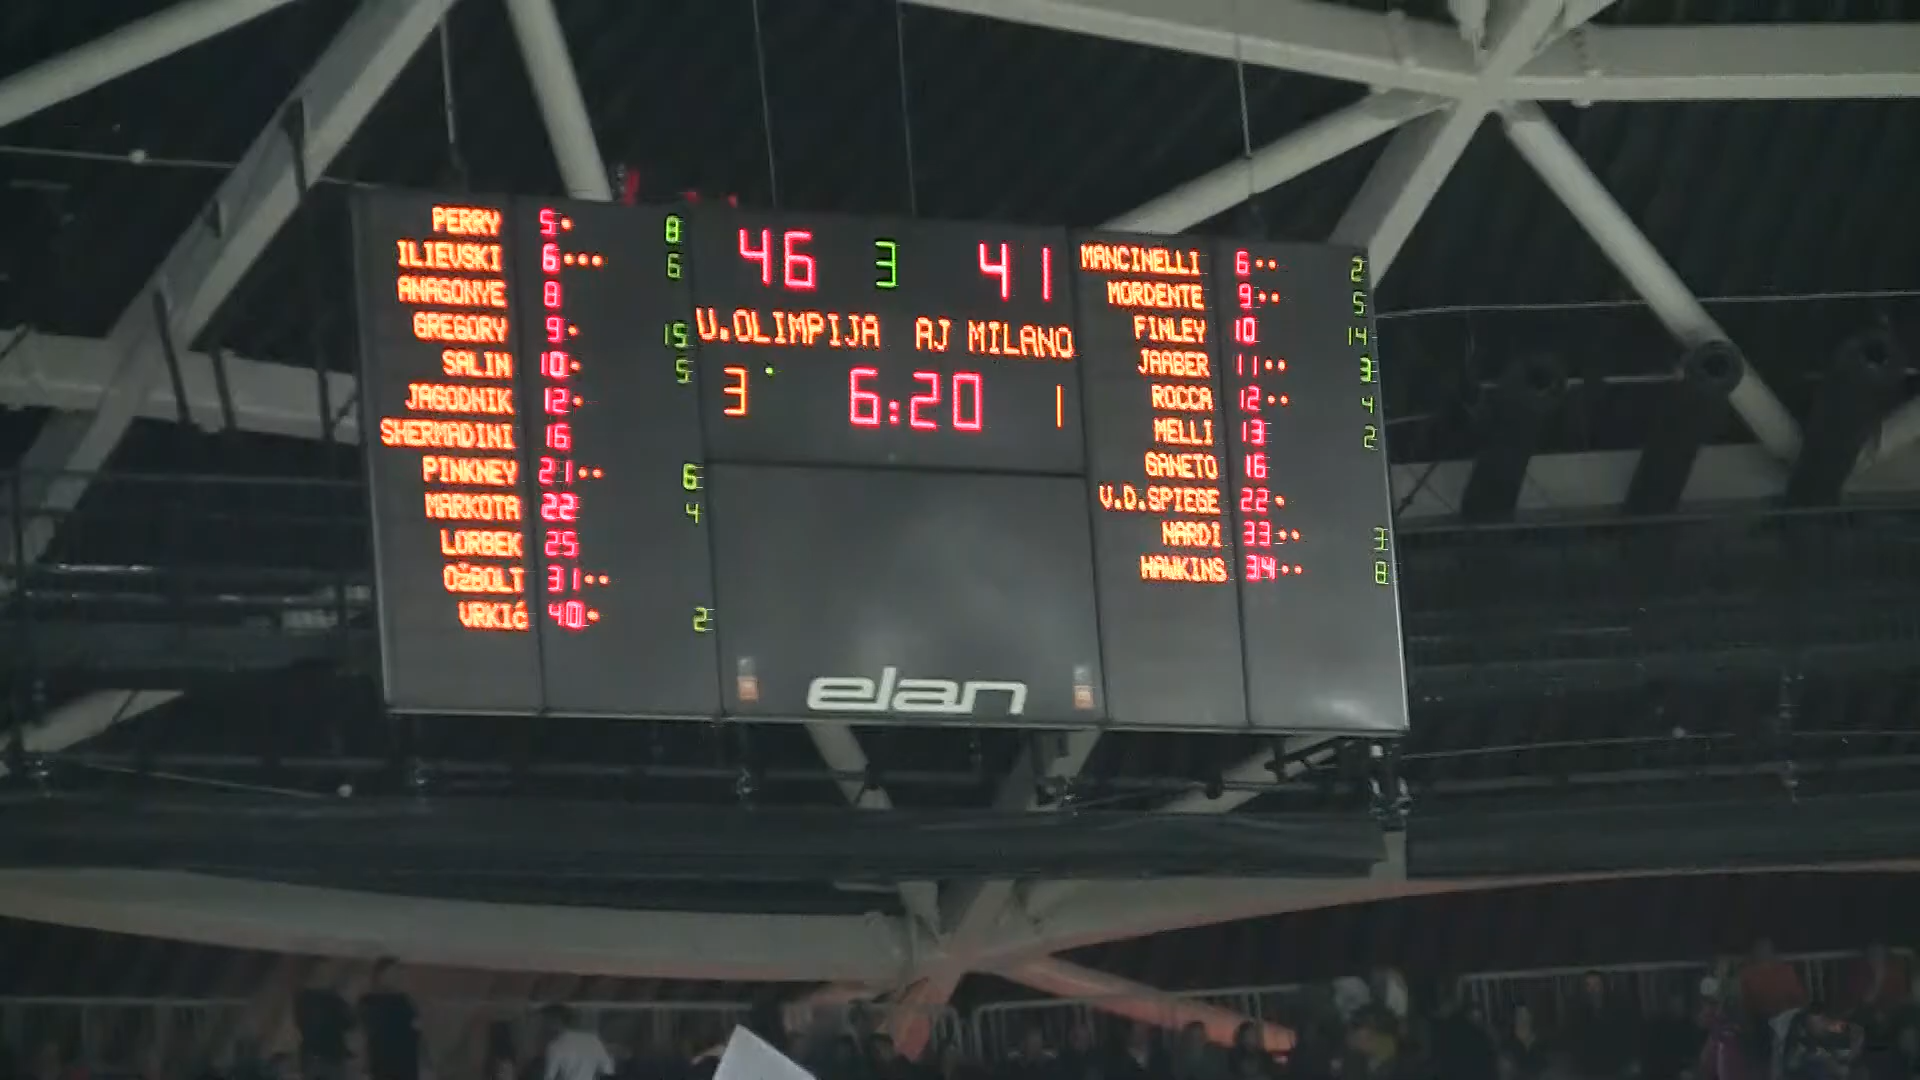 PERRY 5• 8
ILIEVSKI 6••• 6
ANAGONYE 8
GREGORY 9• 15
SALIN 10• 5
JAGODNIK 12•
SHERMADINI 16
PINKNEY 21•• 6
MARKOTA 22 4
LORBEK 25
OŽBOLT 31••
VRKIć 40• 2
46 3 41
U.OLIMPIJA AJ MILANO
3 6:20 1
elan
MANCINELLI 6•• 2
MORDENTE 9•• 5
FINLEY 10 14
JAABER 11•• 3
ROCCA 12•• 4
MELLI 13 2
GANETO 16
V.D.SPIEGE 22•
NARDI 33•• 3
HAWKINS 34•• 8